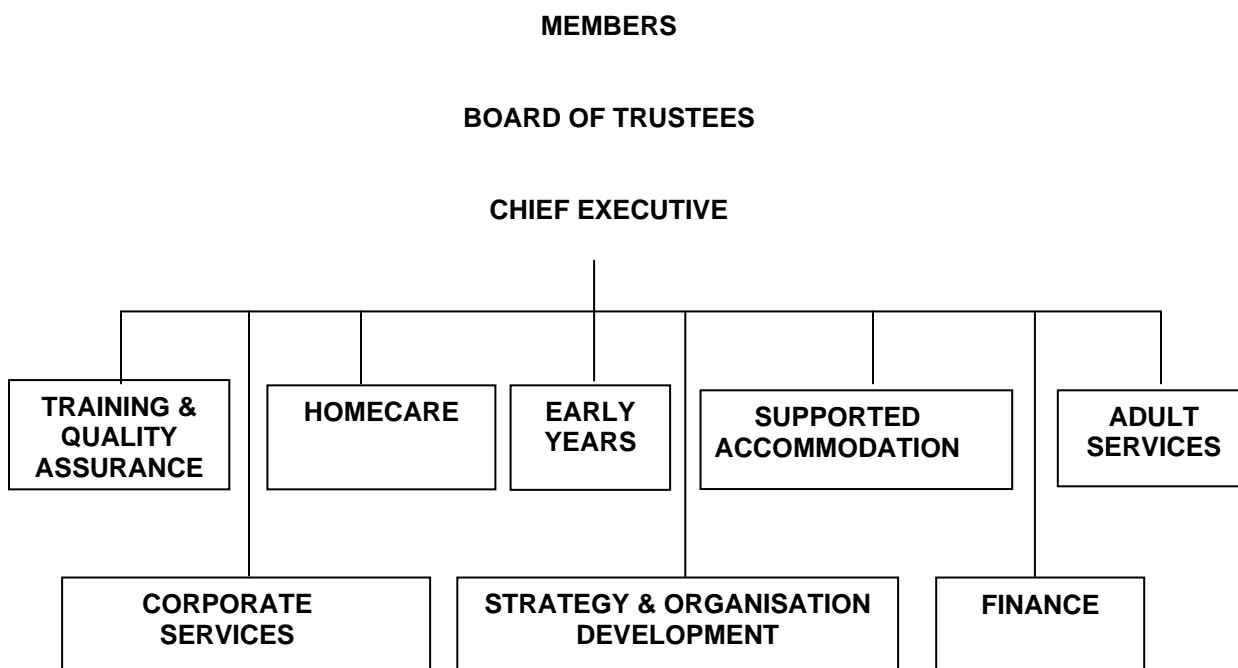 MEMBERS
BOARD OF TRUSTEES
CHIEF EXECUTIVE
TRAINING &
QUALITY
ASSURANCE
HOMECARE
EARLY
YEARS
SUPPORTED
ACCOMMODATION
ADULT
SERVICES
CORPORATE
SERVICES
STRATEGY & ORGANISATION
DEVELOPMENT
FINANCE